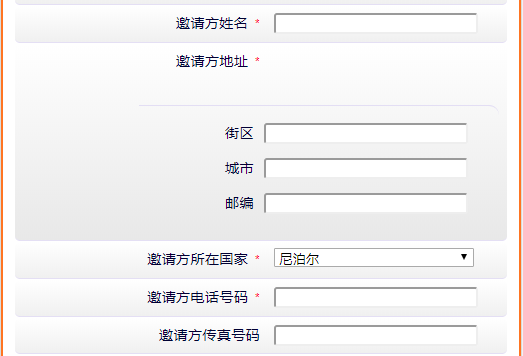 邀请方姓名 *
邀请方地址 *
街区
城市
邮编
邀请方所在国家 * 尼泊尔
邀请方电话号码 *
邀请方传真号码